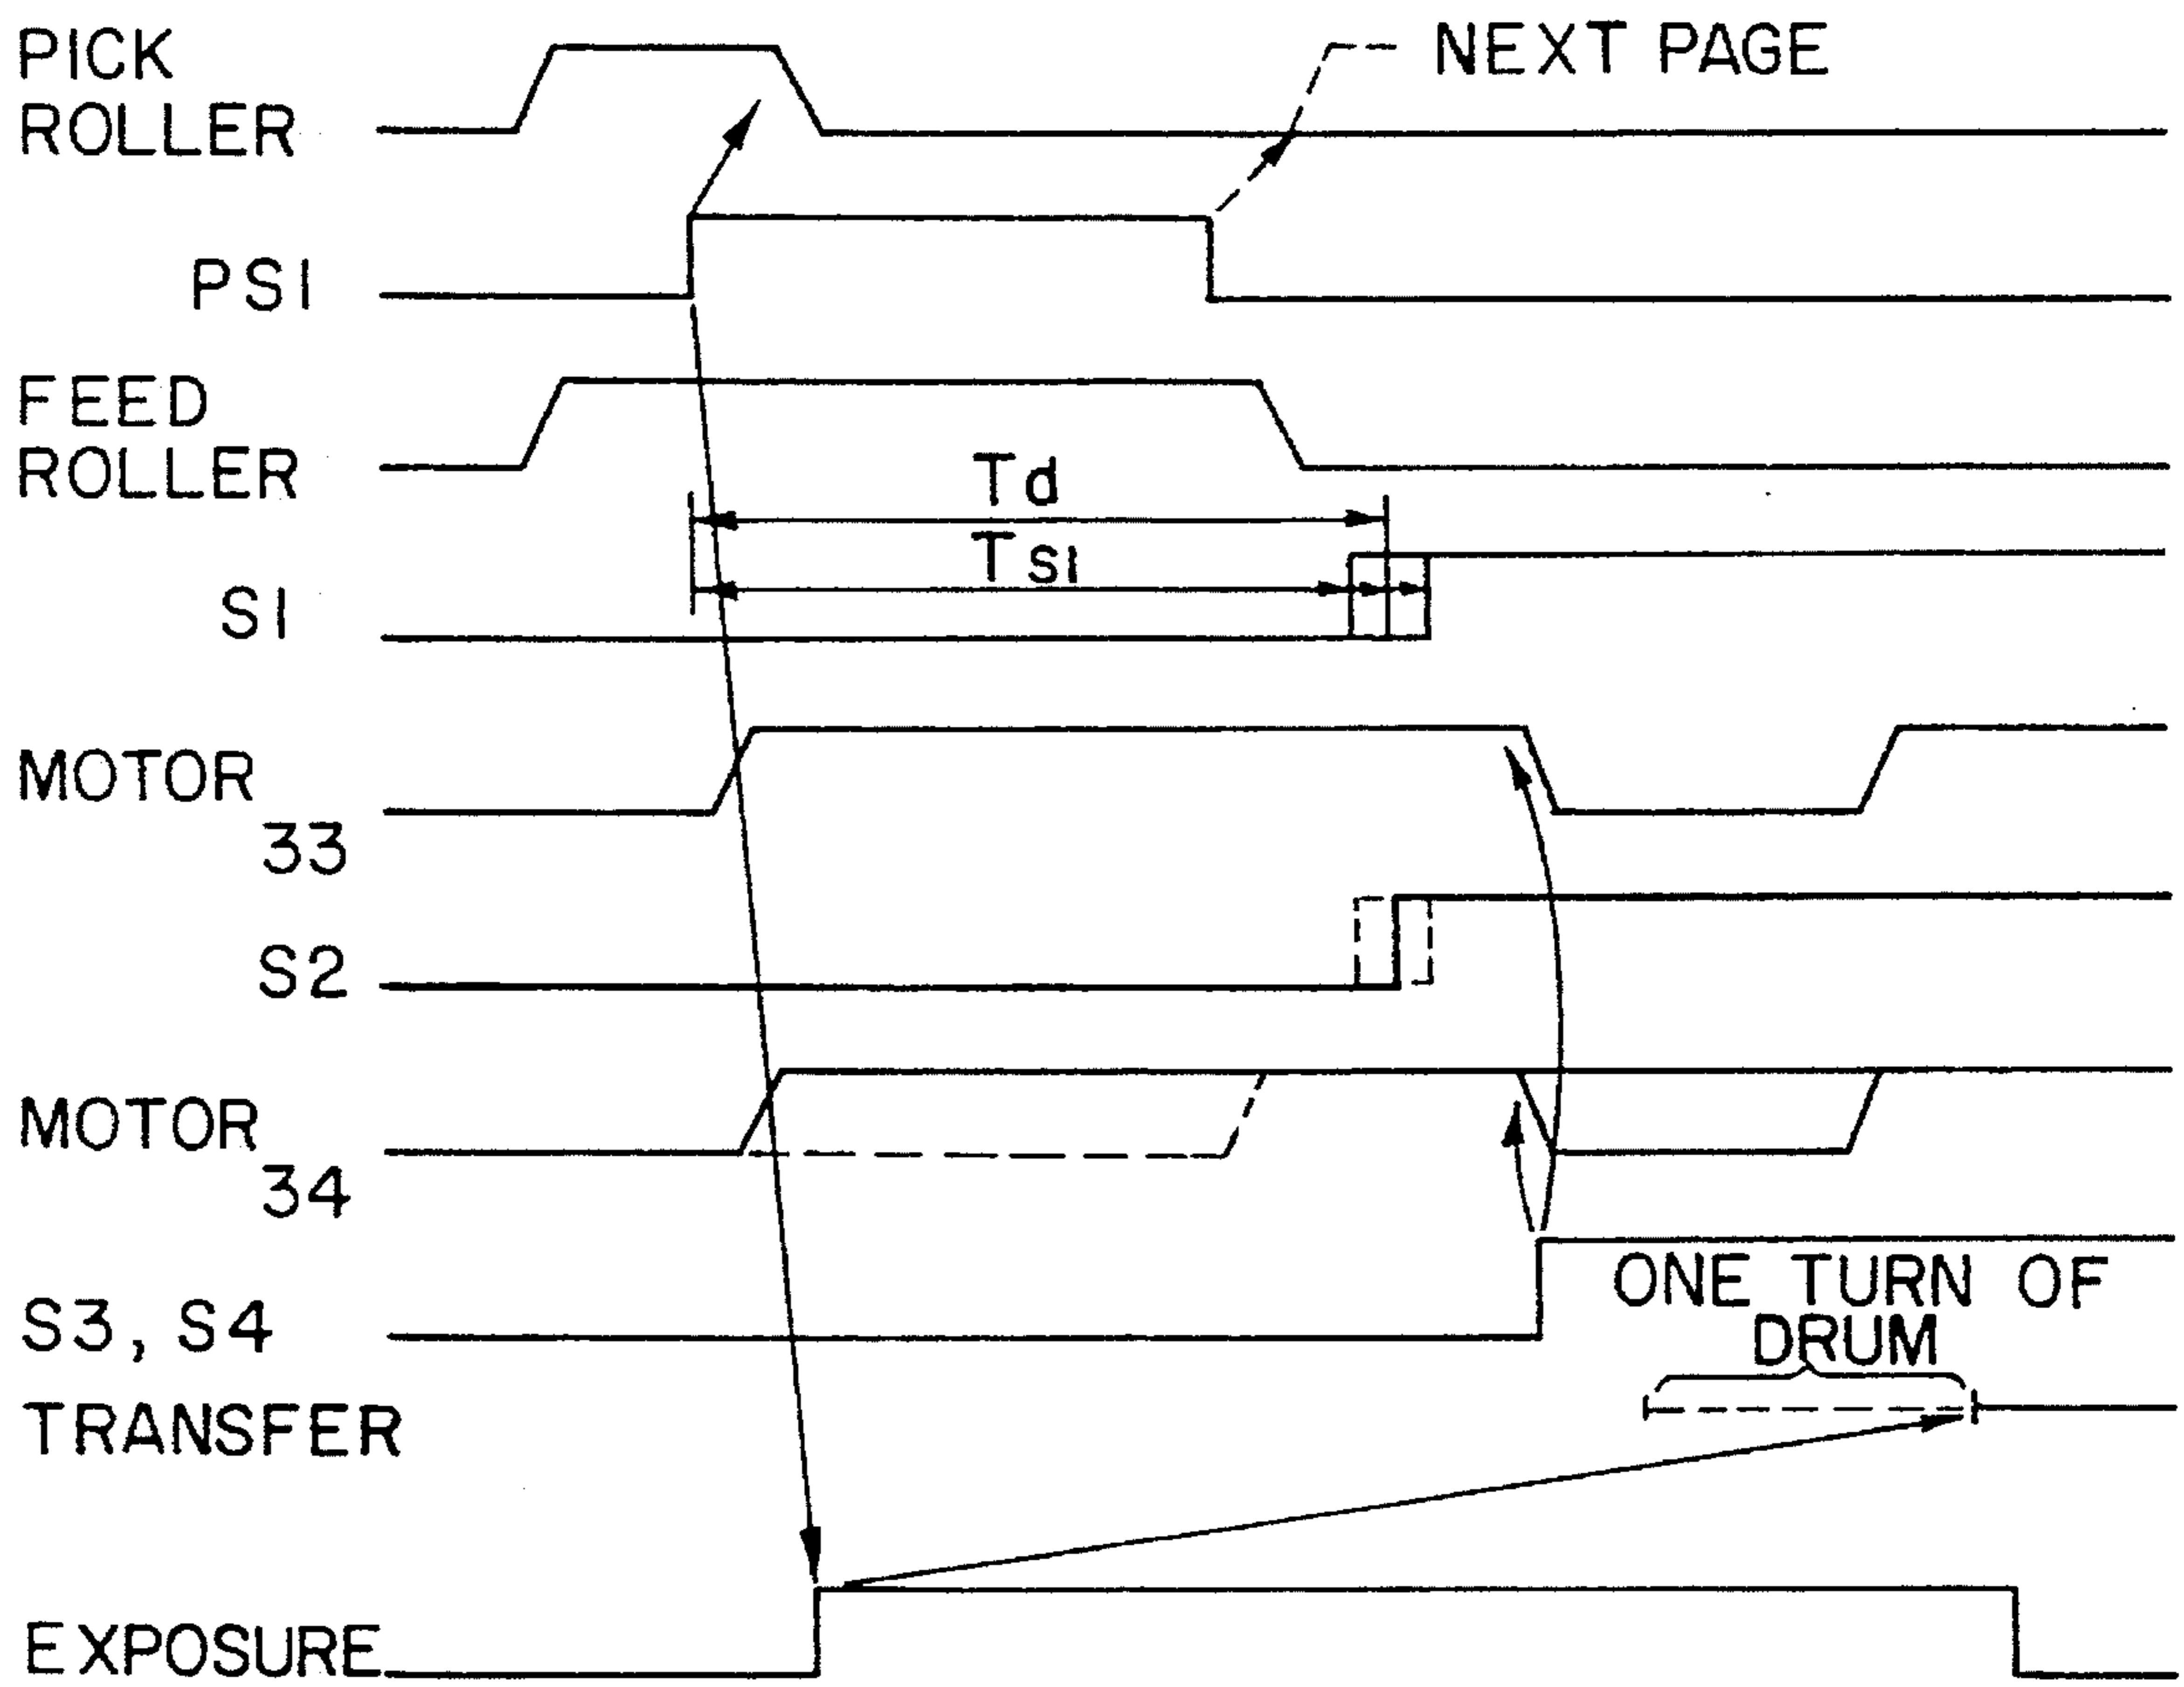 PICK
ROLLER
NEXT PAGE
PS1
FEED
ROLLER
Td
Ts1
S1
MOTOR
33
S2
MOTOR
34
S3, S4
ONE TURN OF
DRUM
TRANSFER
EXPOSURE